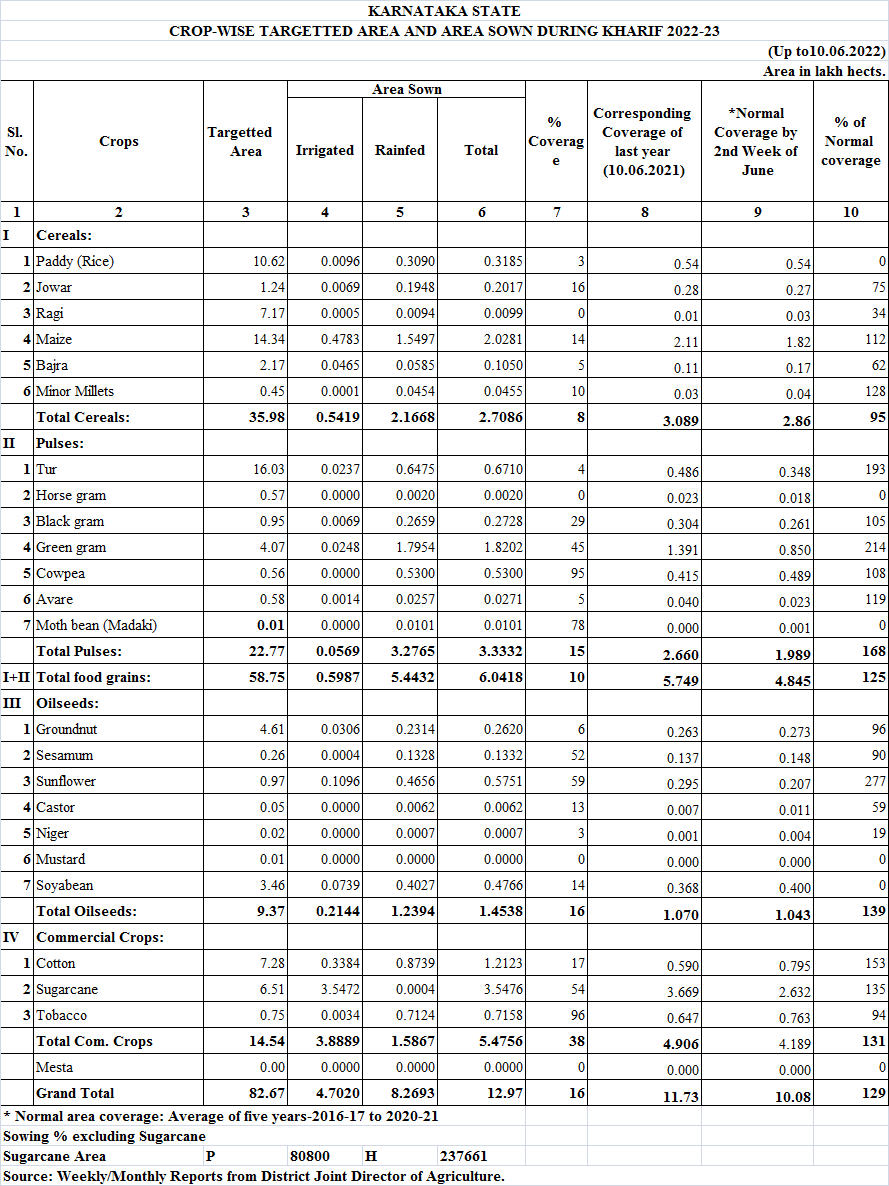 KARNATAKA STATE
CROP-WISE TARGETTED AREA AND AREA SOWN DURING KHARIF 2022-23
(Up to10.06.2022)
Area in lakh hects.
Sl. No. Crops Targetted Area Area Sown % Coverag e Corresponding Coverage of last year (10.06.2021) *Normal Coverage by 2nd Week of June % of Normal coverage
Irrigated Rainfed Total
1 2 3 4 5 6 7 8 9 10
I Cereals:
1 Paddy (Rice) 10.62 0.0096 0.3090 0.3185 3 0.54 0.54 0
2 Jowar 1.24 0.0069 0.1948 0.2017 16 0.28 0.27 75
3 Ragi 7.17 0.0005 0.0094 0.0099 0 0.01 0.03 34
4 Maize 14.34 0.4783 1.5497 2.0281 14 2.11 1.82 112
5 Bajra 2.17 0.0465 0.0585 0.1050 5 0.11 0.17 62
6 Minor Millets 0.45 0.0001 0.0454 0.0455 10 0.03 0.04 128
Total Cereals: 35.98 0.5419 2.1668 2.7086 8 3.089 2.86 95
II Pulses:
1 Tur 16.03 0.0237 0.6475 0.6710 4 0.486 0.348 193
2 Horse gram 0.57 0.0000 0.0020 0.0020 0 0.023 0.018 0
3 Black gram 0.95 0.0069 0.2659 0.2728 29 0.304 0.261 105
4 Green gram 4.07 0.0248 1.7954 1.8202 45 1.391 0.850 214
5 Cowpea 0.56 0.0000 0.5300 0.5300 95 0.415 0.489 108
6 Avare 0.58 0.0014 0.0257 0.0271 5 0.040 0.023 119
7 Moth bean (Madaki) 0.01 0.0000 0.0101 0.0101 78 0.000 0.001 0
Total Pulses: 22.77 0.0569 3.2765 3.3332 15 2.660 1.989 168
I+II Total food grains: 58.75 0.5987 5.4432 6.0418 10 5.749 4.845 125
III Oilseeds:
1 Groundnut 4.61 0.0306 0.2314 0.2620 6 0.263 0.273 96
2 Sesamum 0.26 0.0004 0.1328 0.1332 52 0.137 0.148 90
3 Sunflower 0.97 0.1096 0.4656 0.5751 59 0.295 0.207 277
4 Castor 0.05 0.0000 0.0062 0.0062 13 0.007 0.011 59
5 Niger 0.02 0.0000 0.0007 0.0007 3 0.001 0.004 19
6 Mustard 0.01 0.0000 0.0000 0.0000 0 0.000 0.000 0
7 Soyabean 3.46 0.0739 0.4027 0.4766 14 0.368 0.400 0
Total Oilseeds: 9.37 0.2144 1.2394 1.4538 16 1.070 1.043 139
IV Commercial Crops:
1 Cotton 7.28 0.3384 0.8739 1.2123 17 0.590 0.795 153
2 Sugarcane 6.51 3.5472 0.0004 3.5476 54 3.669 2.632 135
3 Tobacco 0.75 0.0034 0.7124 0.7158 96 0.647 0.763 94
Total Com. Crops 14.54 3.8889 1.5867 5.4756 38 4.906 4.189 131
Mesta 0.00 0.0000 0.0000 0.0000 0 0.000 0.000 0
Grand Total 82.67 4.7020 8.2693 12.97 16 11.73 10.08 129
* Normal area coverage: Average of five years-2016-17 to 2020-21
Sowing % excluding Sugarcane
Sugarcane Area P 80800 H 237661
Source: Weekly/Monthly Reports from District Joint Director of Agriculture.